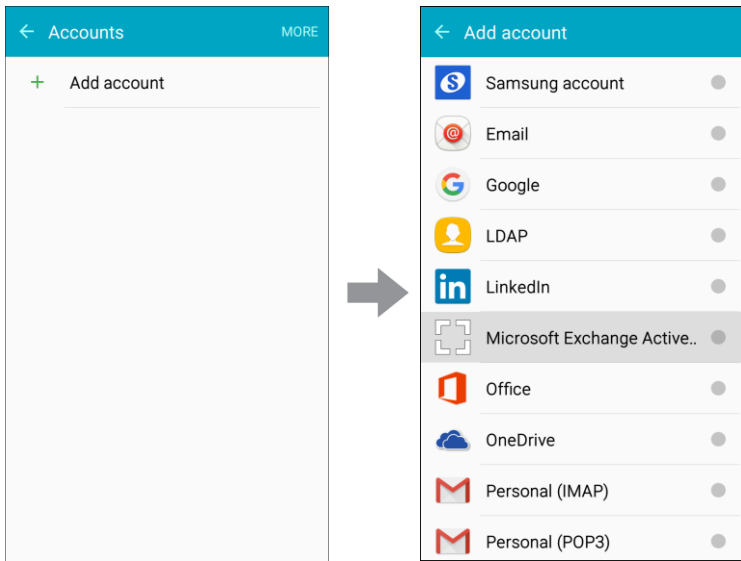 Accounts
MORE
Add account
Add account
Samsung account
Email
Google
LDAP
LinkedIn
Microsoft Exchange Active..
Office
OneDrive
Personal (IMAP)
Personal (POP3)